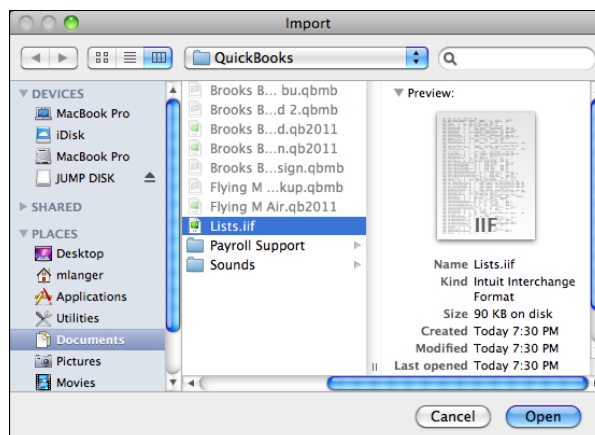 Import
QuickBooks
DEVICES
MacBook Pro
iDisk
MacBook Pro
JUMP DISK
SHARED
PLACES
Desktop
mlanger
Applications
Utilities
Documents
Pictures
Movies
Brooks B... bu.qbmb
Brooks B...d 2.qbmb
Brooks B...d.qb2011
Brooks B...n.qb2011
Brooks B...sign.qbmb
Flying M ...kup.qbmb
Flying M Air.qb2011
Lists.iif
Payroll Support
Sounds
Preview:
IIF
Name Lists.iif
Kind Intuit Interchange
Format
Size 90 KB on disk
Created Today 7:30 PM
Modified Today 7:30 PM
Last opened Today 7:30 PM
Cancel
Open